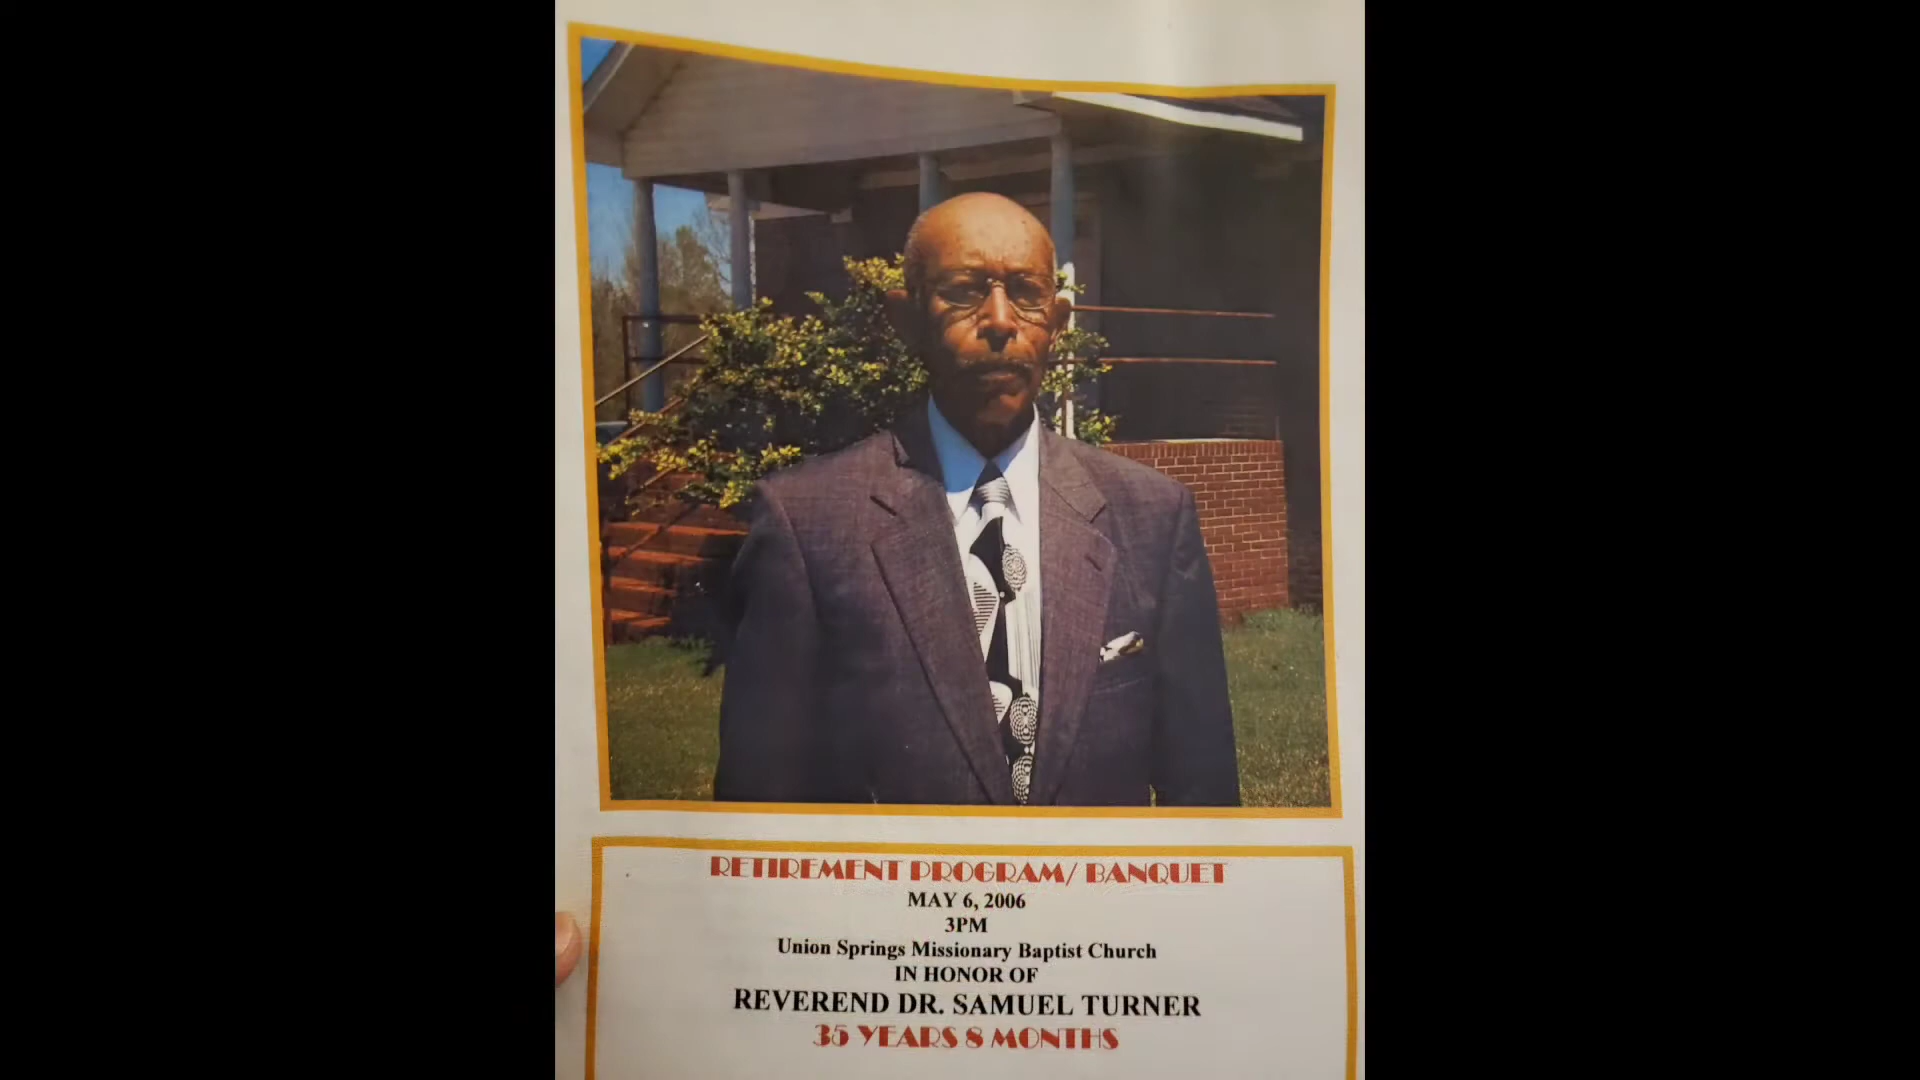 RETIREMENT PROGRAM/ BANQUET
MAY 6, 2006
3PM
Union Springs Missionary Baptist Church
IN HONOR OF
REVEREND DR. SAMUEL TURNER
35 YEARS 8 MONTHS